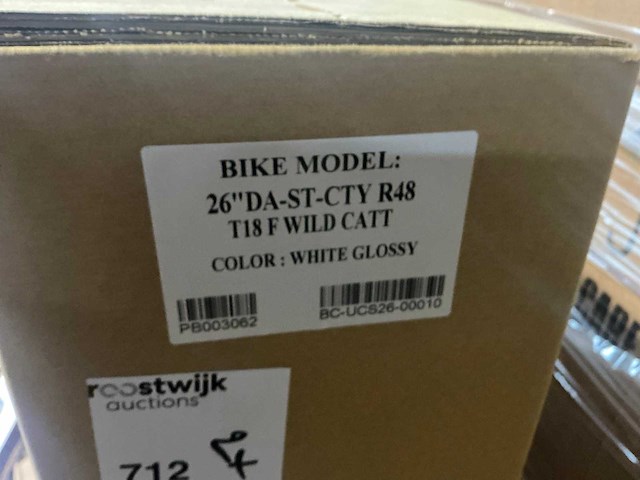 BIKE MODEL:
26"DA-ST-CTY R48
T18 F WILD CATT
COLOR : WHITE GLOSSY
PB003062
BC-UCS26-00010
roostwijk
auctions
712